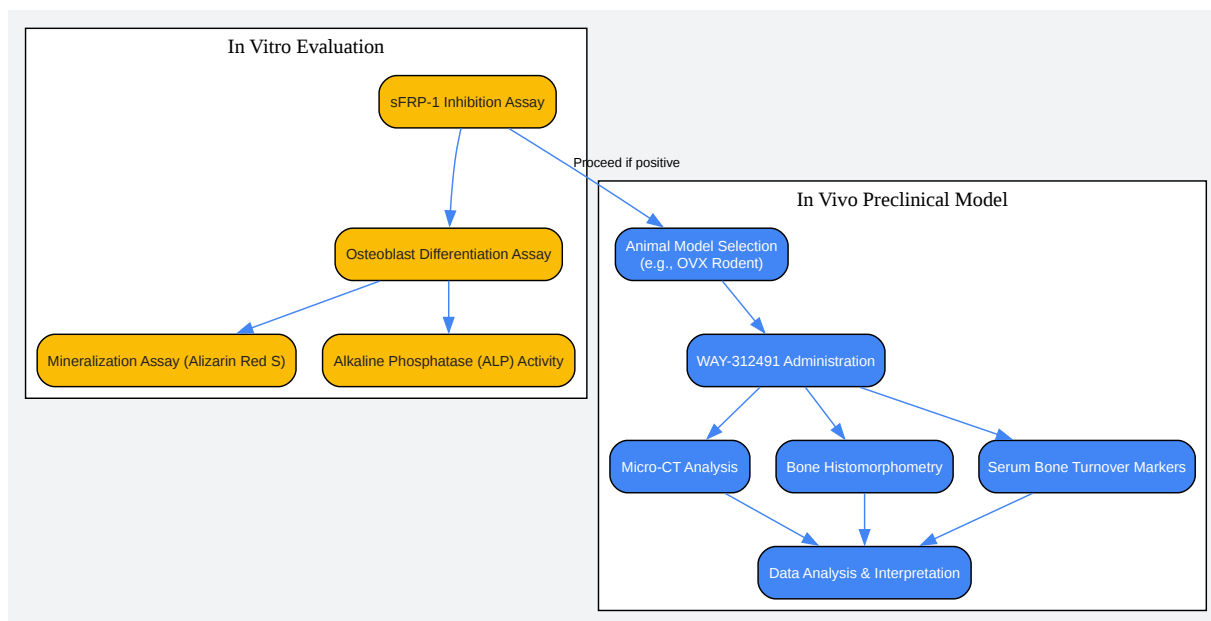 In Vitro Evaluation
sFRP-1 Inhibition Assay
Proceed if positive
Osteoblast Differentiation Assay
Mineralization Assay (Alizarin Red S)
Alkaline Phosphatase (ALP) Activity
In Vivo Preclinical Model
Animal Model Selection
(e.g., OVX Rodent)
WAY-312491 Administration
Micro-CT Analysis
Bone Histomorphometry
Serum Bone Turnover Markers
Data Analysis & Interpretation